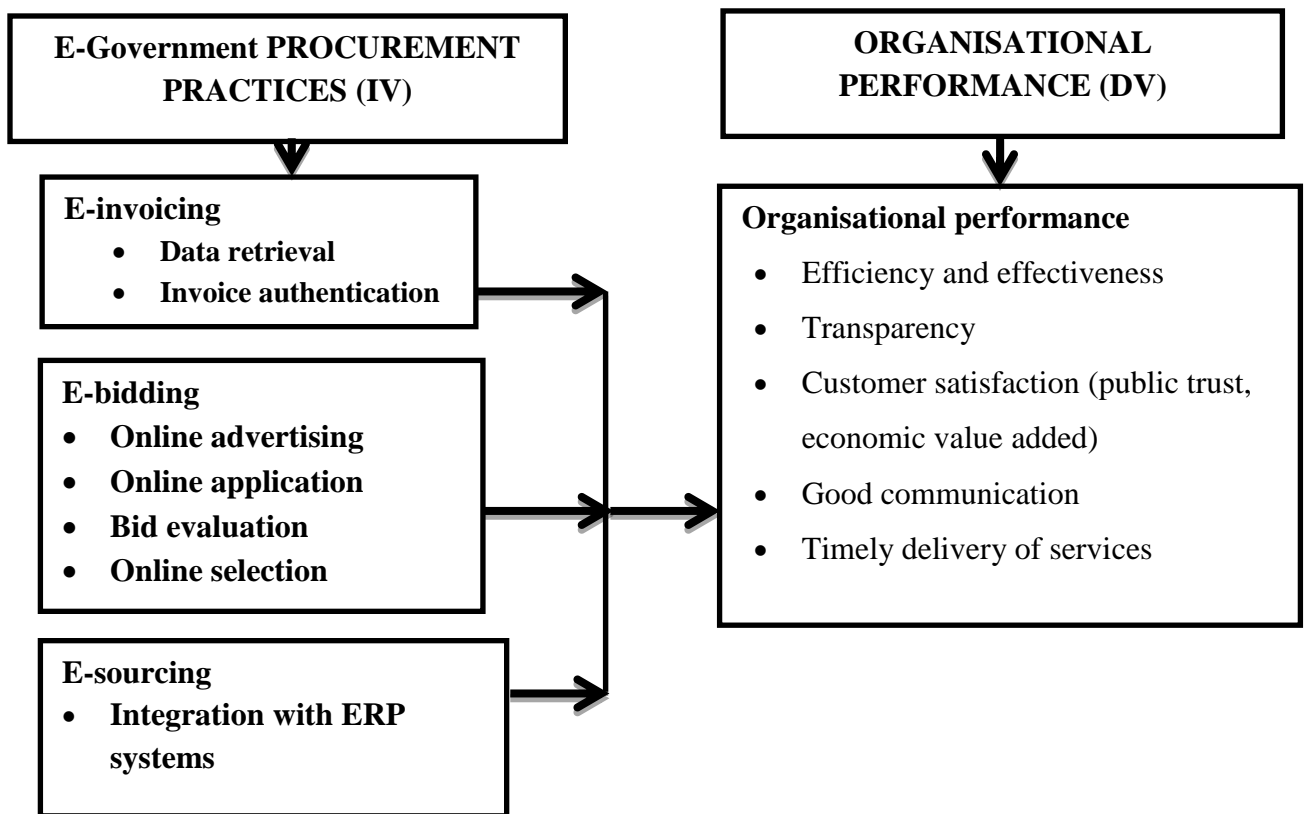 E-Government PROCUREMENT
PRACTICES (IV)
ORGANISATIONAL
PERFORMANCE (DV)
E-invoicing
• Data retrieval
• Invoice authentication
E-bidding
• Online advertising
• Online application
• Bid evaluation
• Online selection
E-sourcing
• Integration with ERP
systems
Organisational performance
• Efficiency and effectiveness
• Transparency
• Customer satisfaction (public trust,
economic value added)
• Good communication
• Timely delivery of services